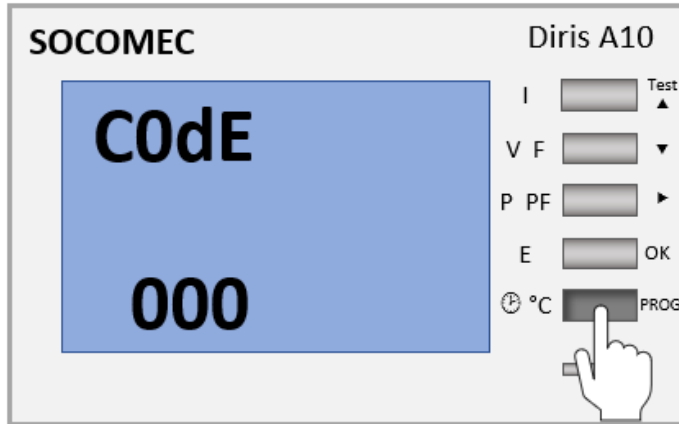 SOCOMEC
Diris A10
C0dE
000
I
Test
V F
P PF
E
OK
°C
PROG